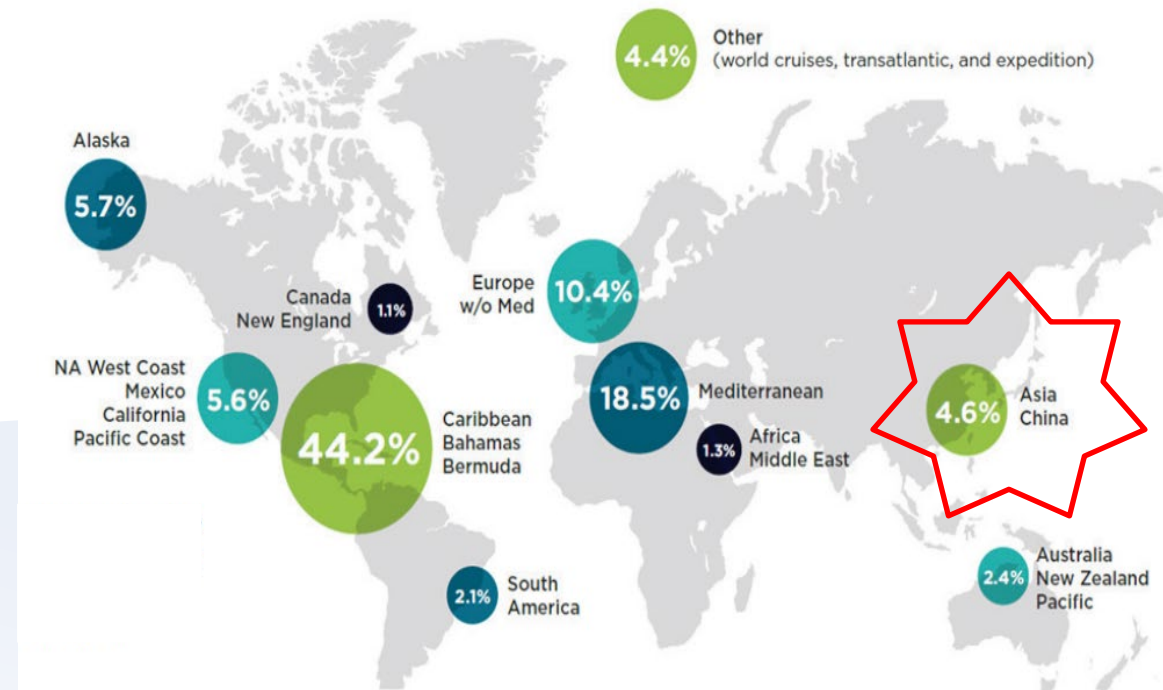 4.4%
Other
(world cruises, transatlantic, and expedition)
Alaska
5.7%
Canada
New England
1.1%
Europe
w/o Med
10.4%
NA West Coast
Mexico
California
Pacific Coast
5.6%
44.2%
Caribbean
Bahamas
Bermuda
18.5%
Mediterranean
1.3%
Africa
Middle East
4.6%
Asia
China
2.1%
South
America
2.4%
Australia
New Zealand
Pacific